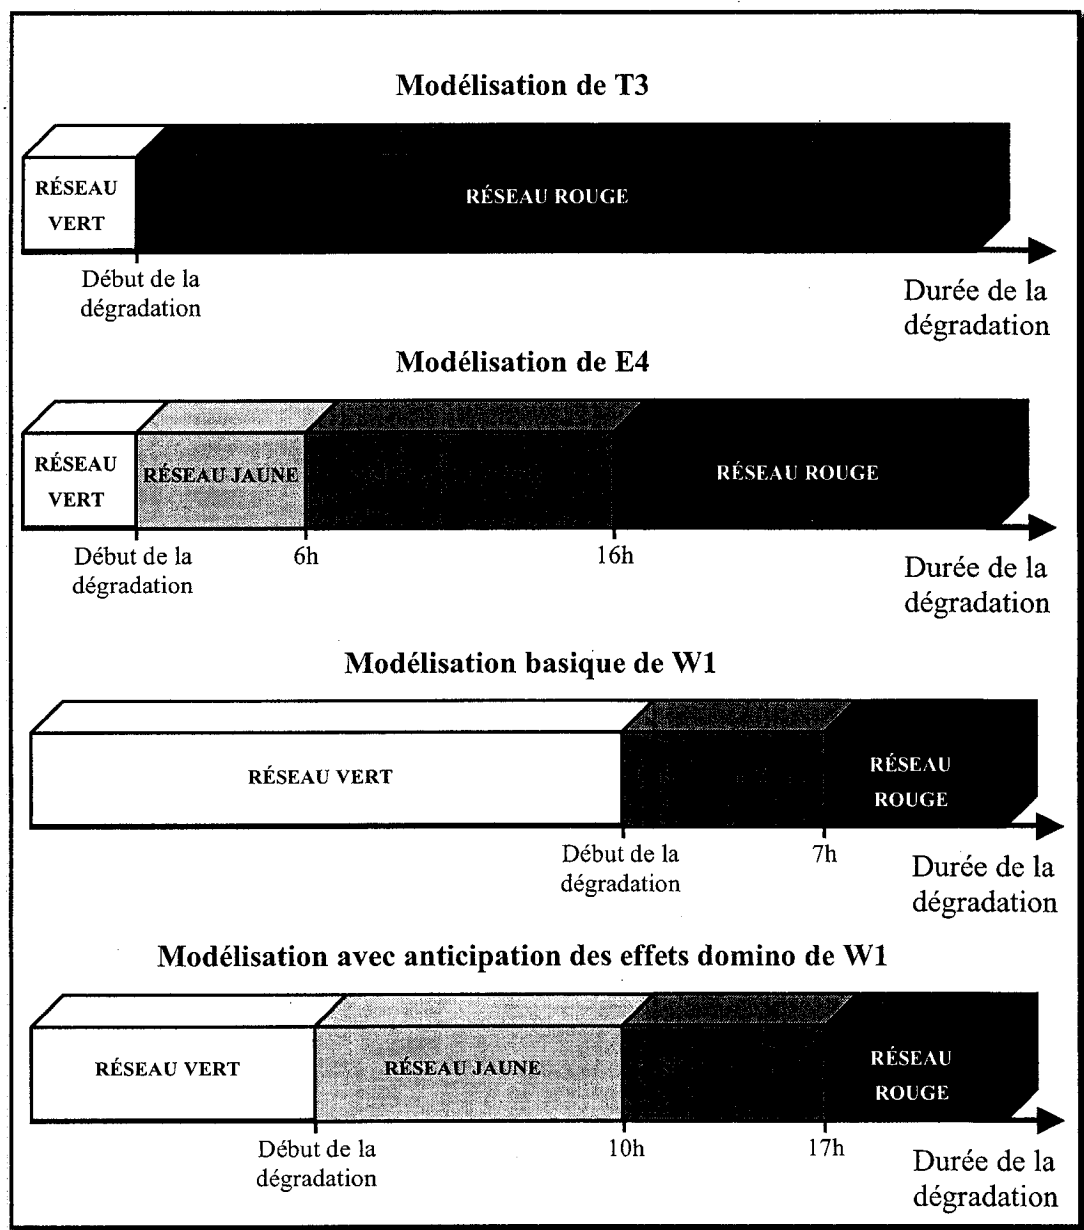 Modélisation de T3
RÉSEAU
VERT
RÉSEAU ROUGE
Début de la
dégradation
Durée de la
dégradation
Modélisation de E4
RÉSEAU
VERT
RÉSEAU JAUNE
RÉSEAU ROUGE
Début de la
dégradation
6h
16h
Durée de la
dégradation
Modélisation basique de W1
RÉSEAU VERT
RÉSEAU
ROUGE
Début de la
dégradation
7h
Durée de la
dégradation
Modélisation avec anticipation des effets domino de W1
RÉSEAU VERT
RÉSEAU JAUNE
RÉSEAU
ROUGE
Début de la
dégradation
10h
17h
Durée de la
dégradation